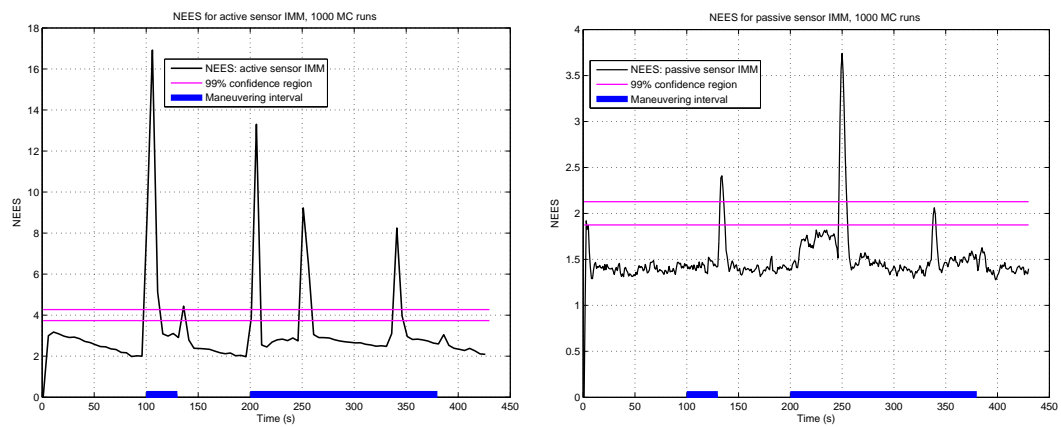 NEES for active sensor IMM, 1000 MC runs
18
16
14
12
10
8
6
4
2
0
NEES
NEES: active sensor IMM
99% confidence region
Maneuvering interval
0 50 100 150 200 250 300 350 400 450
Time (s)
NEES for passive sensor IMM, 1000 MC runs
4
3.5
3
2.5
2
1.5
1
0.5
0
NEES
NEES: passive sensor IMM
99% confidence region
Maneuvering interval
0 50 100 150 200 250 300 350 400 450
Time (s)